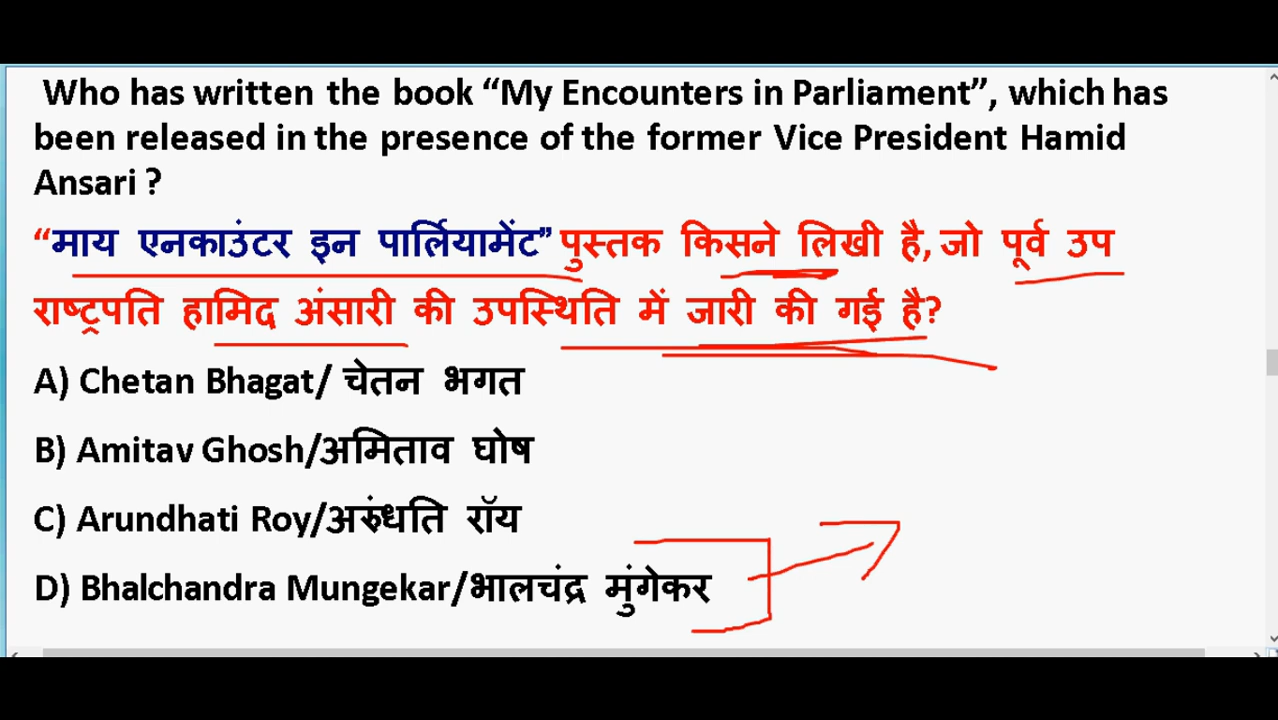 Who has written the book “My Encounters in Parliament”, which has
been released in the presence of the former Vice President Hamid
Ansari ?
“माय एनकाउंटर इन पार्लियामेंट” पुस्तक किसने लिखी है, जो पूर्व उप
राष्ट्रपति हामिद अंसारी की उपस्थिति में जारी की गई है?
A) Chetan Bhagat/ चेतन भगत
B) Amitav Ghosh/अमिताव घोष
C) Arundhati Roy/अरुंधति रॉय
D) Bhalchandra Mungekar/भालचंद्र मुंगेकर